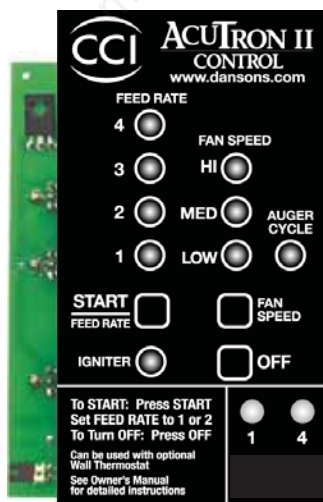 CCI
ACUTRON II
CONTROL
www.dansons.com
FEED RATE
4
FAN SPEED
3
HI
2
MED
AUGER
CYCLE
1
LOW
START
FEED RATE
FAN
SPEED
IGNITER
OFF
To START: Press START
Set FEED RATE to 1 or 2
To Turn OFF: Press OFF
Can be used with optional
Wall Thermostat
See Owner's Manual
for detailed instructions
1
4